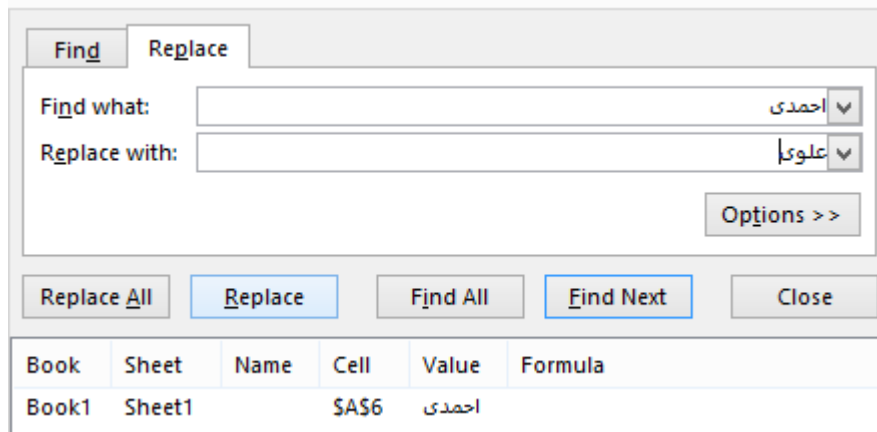 Find Replace
Find what: احمدی
Replace with: علوی
Options >>
Replace All Replace Find All Find Next Close
Book Sheet Name Cell Value Formula
Book1 Sheet1 $A$6 احمدی